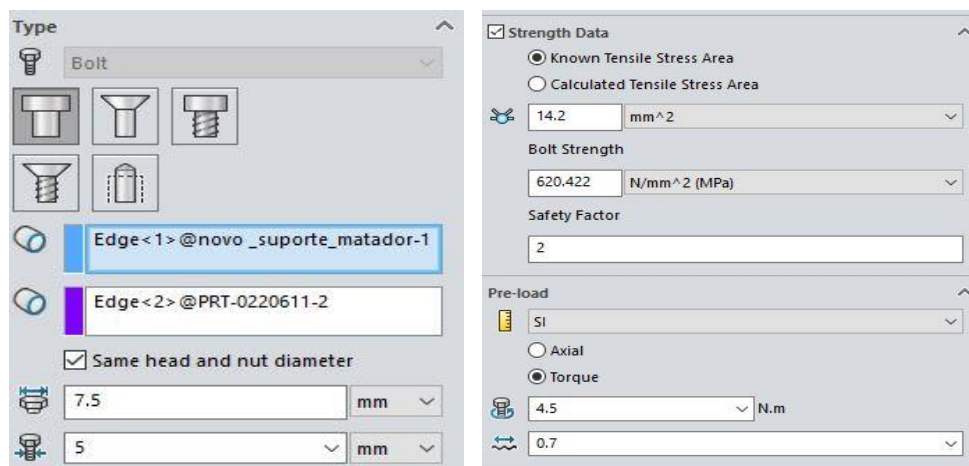 Type
Bolt
Edge<1>@novo _suporte_matador-1
Edge<2>@PRT-0220611-2
Same head and nut diameter
7.5 mm
5 mm
Strength Data
Known Tensile Stress Area
Calculated Tensile Stress Area
14.2 mm^2
Bolt Strength
620.422 N/mm^2 (MPa)
Safety Factor
2
Pre-load
SI
Axial
Torque
4.5 N.m
0.7